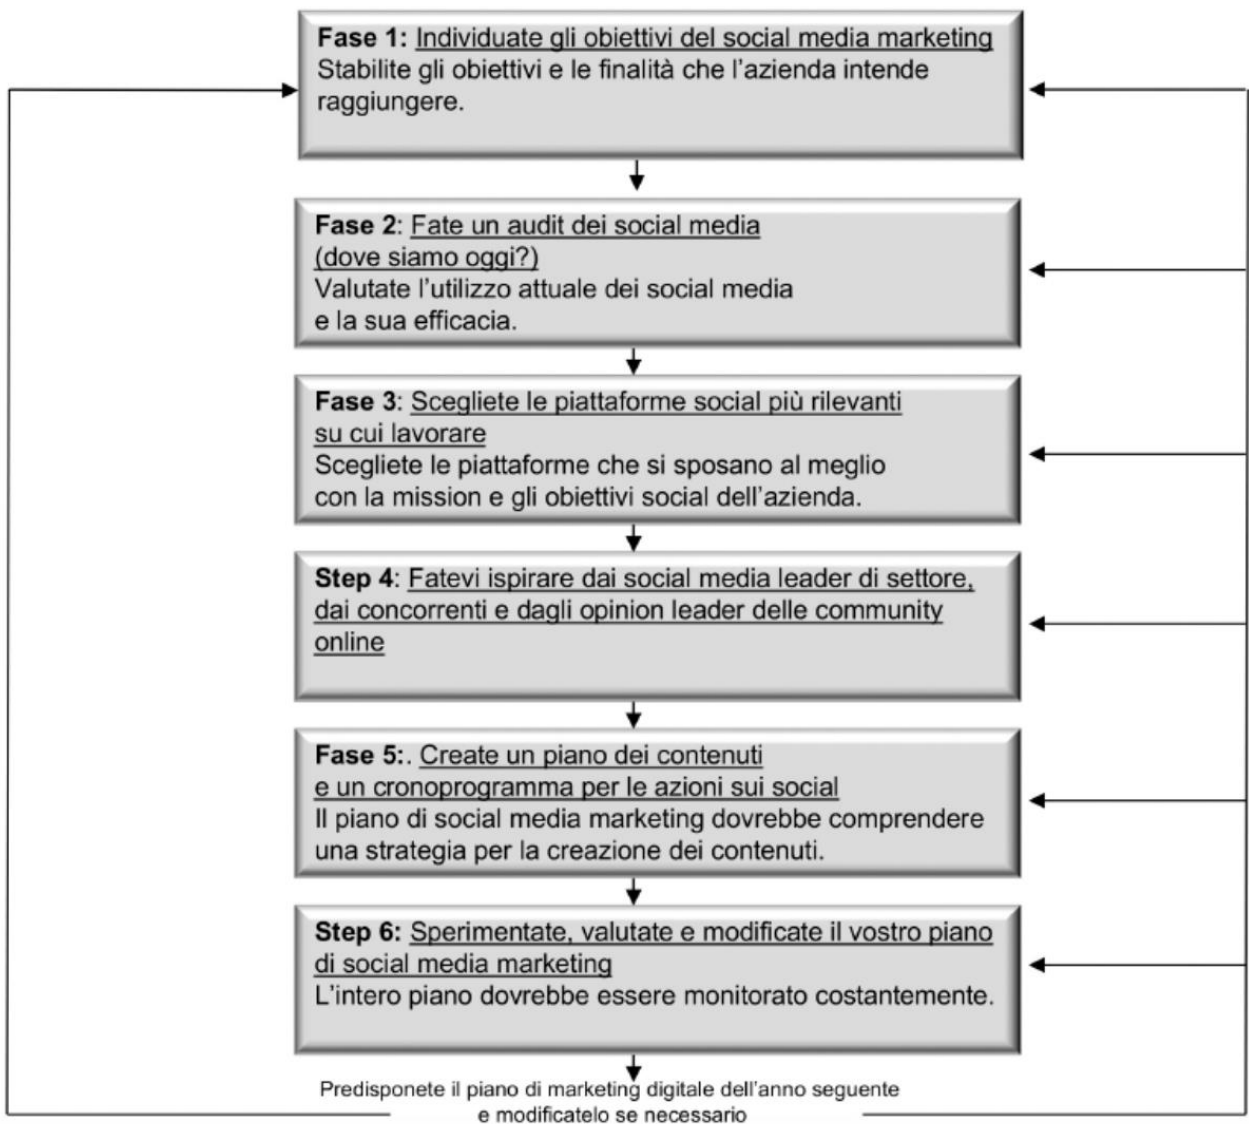 Fase 1: Individuate gli obiettivi del social media marketing
Stabilite gli obiettivi e le finalità che l’azienda intende
raggiungere.
Fase 2: Fate un audit dei social media
(dove siamo oggi?)
Valutate l’utilizzo attuale dei social media
e la sua efficacia.
Fase 3: Scegliete le piattaforme social più rilevanti
su cui lavorare
Scegliete le piattaforme che si sposano al meglio
con la mission e gli obiettivi social dell’azienda.
Step 4: Fatevi ispirare dai social media leader di settore,
dai concorrenti e dagli opinion leader delle community
online
Fase 5:. Create un piano dei contenuti
e un cronoprogramma per le azioni sui social
Il piano di social media marketing dovrebbe comprendere
una strategia per la creazione dei contenuti.
Step 6: Sperimentate, valutate e modificate il vostro piano
di social media marketing
L’intero piano dovrebbe essere monitorato costantemente.
Predisponete il piano di marketing digitale dell’anno seguente
e modificatelo se necessario